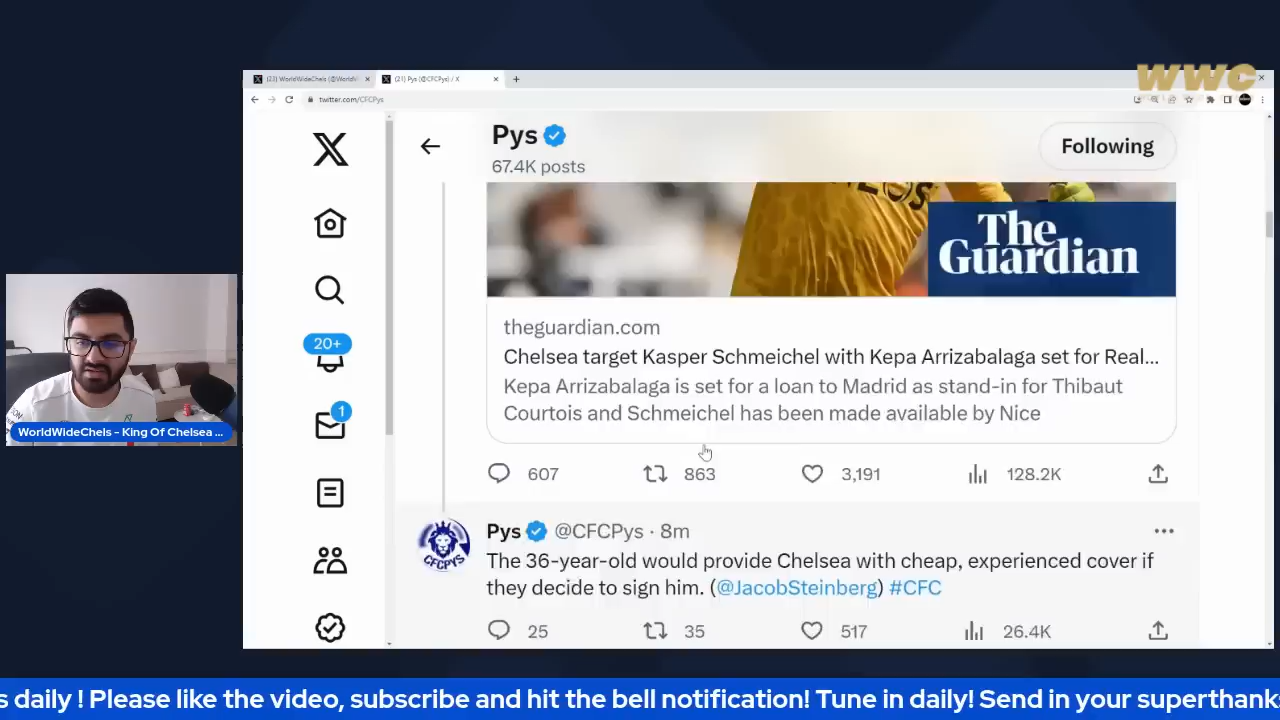 WWC
(21) WorldWideChels (@WorldW
(21) Pys (@CFCPys) / X
twitter.com/CFCPys
Pys
67.4K posts
Following
INEOS
The
Guardian
theguardian.com
Chelsea target Kasper Schmeichel with Kepa Arrizabalaga set for Real...
Kepa Arrizabalaga is set for a loan to Madrid as stand-in for Thibaut
Courtois and Schmeichel has been made available by Nice
607 863 3,191 128.2K
20+
1
WorldWideChels - King Of Chelsea ...
CFCPYS
Pys @CFCPys · 8m
The 36-year-old would provide Chelsea with cheap, experienced cover if
they decide to sign him. (@JacobSteinberg) #CFC
25 35 517 26.4K
s daily ! Please like the video, subscribe and hit the bell notification! Tune in daily! Send in your superthank